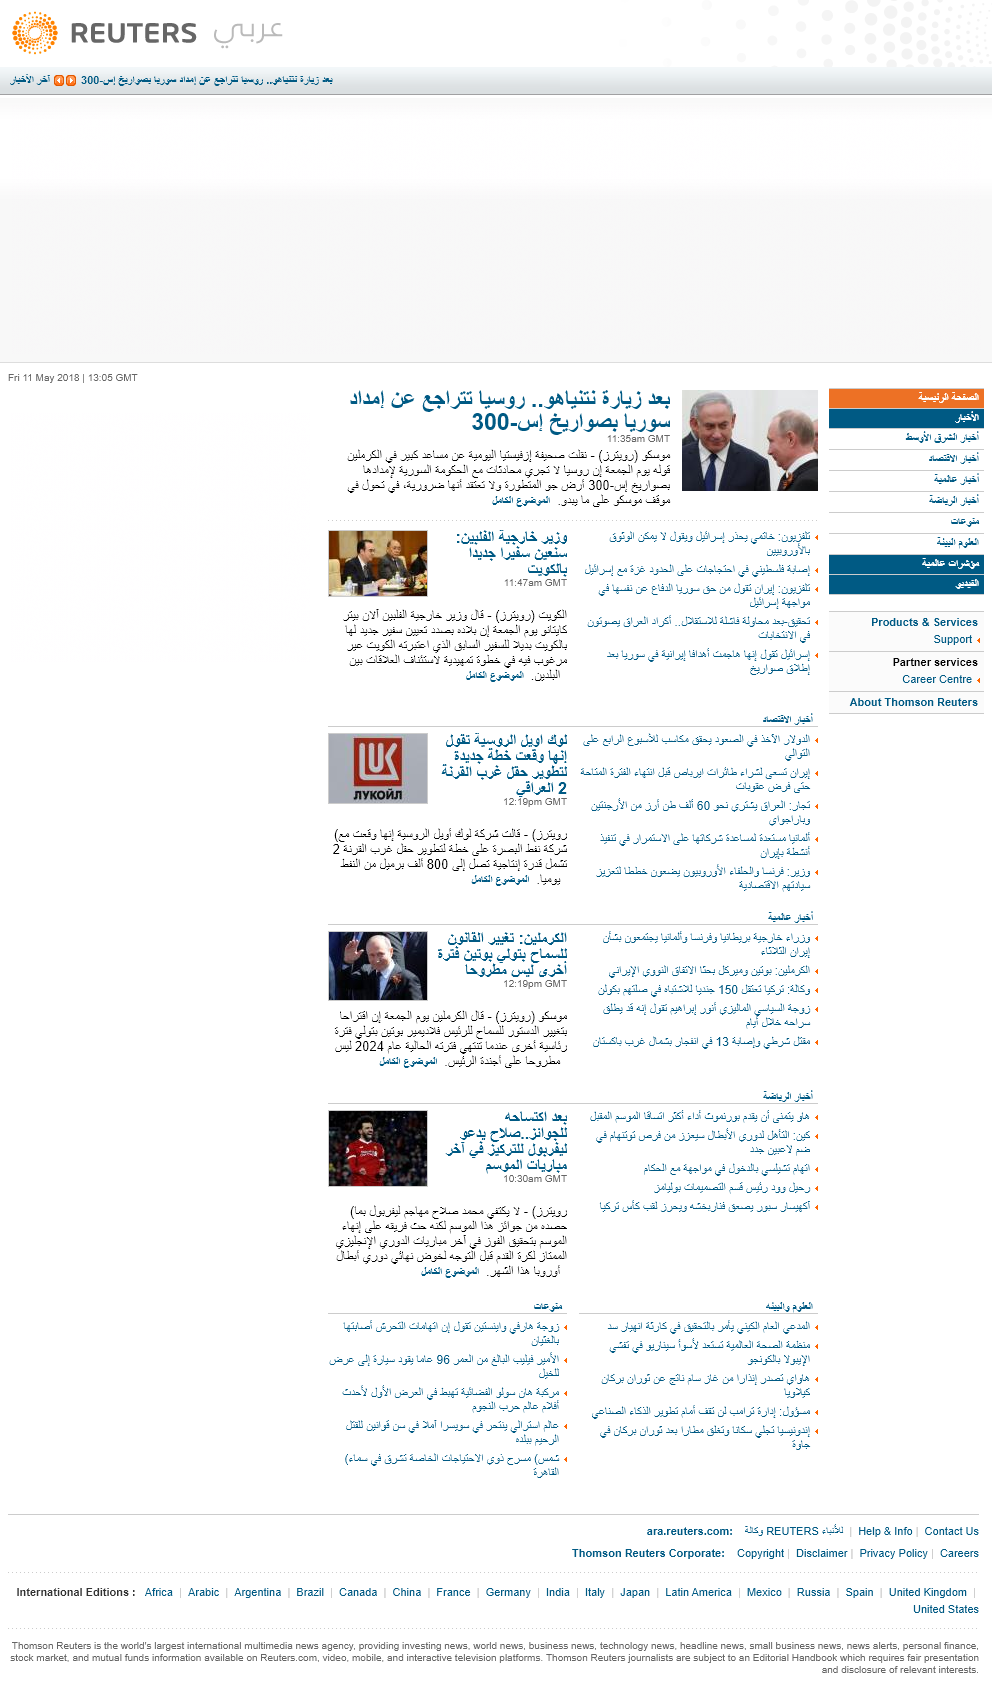 REUTERS عربي
آخر الأخبار
بعد زيارة نتنياهو.. روسيا تتراجع عن إمداد سوريا بصواريخ إس-300
Fri 11 May 2018 | 13:05 GMT
الصفحة الرئيسية
الأخبار
أخبار الشرق الأوسط
أخبار الاقتصاد
أخبار عالمية
أخبار الرياضة
منوعات
العلوم البيئة
مؤشرات عالمية
الفيديو
Products & Services
Support
Partner services
Career Centre
About Thomson Reuters
بعد زيارة نتنياهو.. روسيا تتراجع عن إمداد
سوريا بصواريخ إس-300
11:35am GMT
موسكو (رويترز) - نقلت صحيفة إزفيستيا اليومية عن مساعد كبير في الكرملين
قوله يوم الجمعة إن روسيا لا تجري محادثات مع الحكومة السورية لإمدادها
بصواريخ إس-300 أرض جو المتطورة ولا تعتقد أنها ضرورية، في تحول في
موقف موسكو على ما يبدو. الموضوع الكامل
تلفزيون: خاتمي يحذر إسرائيل ويقول لا يمكن الوثوق
بالأوروبيين
إصابة فلسطيني في احتجاجات على الحدود غزة مع إسرائيل
تلفزيون: إيران تقول من حق سوريا الدفاع عن نفسها في
مواجهة إسرائيل
تحقيق-بعد محاولة فاشلة للاستقلال.. أكراد العراق يصوتون
في الانتخابات
إسرائيل تقول إنها هاجمت أهدافا إيرانية في سوريا بعد
إطلاق صواريخ
وزير خارجية الفلبين:
سنعين سفيرا جديدا
بالكويت
11:47am GMT
الكويت (رويترز) - قال وزير خارجية الفلبين آلان بيتر
كايتانو يوم الجمعة إن بلاده بصدد تعيين سفير جديد لها
بالكويت بديلا للسفير السابق الذي اعتبرته الكويت غير
مرغوب فيه في خطوة تمهيدية لاستئناف العلاقات بين
البلدين. الموضوع الكامل
أخبار الاقتصاد
الدولار الآخذ في الصعود يحقق مكاسب للأسبوع الرابع على
التوالي
إيران تسعى لشراء طائرات ايرباص قبل انتهاء الفترة المتاحة
حتى فرض عقوبات
تجار: العراق يشتري نحو 60 ألف طن أرز من الأرجنتين
وباراجواي
ألمانيا مستعدة لمساعدة شركاتها على الاستمرار في تنفيذ
أنشطة بإيران
وزير: فرنسا والحلفاء الأوروبيون يضعون خططا لتعزيز
سيادتهم الاقتصادية
ЛУКОЙЛ
لوك اويل الروسية تقول
إنها وقعت خطة جديدة
لتطوير حقل غرب القرنة
2 العراقي
12:19pm GMT
رويترز) - قالت شركة لوك أويل الروسية إنها وقعت مع)
شركة نفط البصرة على خطة لتطوير حقل غرب القرنة 2
تشمل قدرة إنتاجية تصل إلى 800 ألف برميل من النفط
يوميا. الموضوع الكامل
أخبار عالمية
وزراء خارجية بريطانيا وفرنسا وألمانيا يجتمعون بشأن
إيران الثلاثاء
الكرملين: بوتين وميركل بحثا الاتفاق النووي الإيراني
وكالة: تركيا تعتقل 150 جنديا للاشتباه في صلتهم بكولن
زوجة السياسي الماليزي أنور إبراهيم تقول إنه قد يطلق
سراحه خلال أيام
مقتل شرطي وإصابة 13 في انفجار بشمال غرب باكستان
الكرملين: تغيير القانون
للسماح بتولي بوتين فترة
أخرى ليس مطروحا
12:19pm GMT
موسكو (رويترز) - قال الكرملين يوم الجمعة إن اقتراحا
بتغيير الدستور للسماح للرئيس فلاديمير بوتين بتولي فترة
رئاسية أخرى عندما تنتهي فترته الحالية عام 2024 ليس
مطروحا على أجندة الرئيس. الموضوع الكامل
أخبار الرياضة
هاو يتمنى أن يقدم بورنموث أداء أكثر اتساقا الموسم المقبل
كين: التأهل لدوري الأبطال سيعزز من فرص توتنهام في
ضم لاعبين جدد
اتهام تشيلسي بالدخول في مواجهة مع الحكام
رحيل وود رئيس قسم التصميمات بوليامز
آكهيسار سبور يصعق فناربخشه ويحرز لقب كأس تركيا
بعد اكتساحه
للجوائز..صلاح يدعو
ليفربول للتركيز في آخر
مباريات الموسم
10:30am GMT
رويترز) - لا يكتفي محمد صلاح مهاجم ليفربول بما)
حصده من جوائز هذا الموسم لكنه حث فريقه على إنهاء
الموسم بتحقيق الفوز في آخر مباريات الدوري الإنجليزي
الممتاز لكرة القدم قبل التوجه لخوض نهائي دوري أبطال
أوروبا هذا الشهر. الموضوع الكامل
العلوم والبيئة
المدعي العام الكيني يأمر بالتحقيق في كارثة انهيار سد
منظمة الصحة العالمية تستعد لأسوأ سيناريو في تفشي
الإيبولا بالكونجو
هاواي تصدر إنذارا من غاز سام ناتج عن ثوران بركان
كيلاويا
مسؤول: إدارة ترامب لن تقف أمام تطوير الذكاء الصناعي
إندونيسيا تجلي سكانا وتغلق مطارا بعد ثوران بركان في
جاوة
منوعات
زوجة هارفي واينستين تقول إن اتهامات التحرش أصابتها
بالغثيان
الأمير فيليب البالغ من العمر 96 عاما يقود سيارة إلى عرض
للخيل
مركبة هان سولو الفضائية تهبط في العرض الأول لأحدث
أفلام عالم حرب النجوم
عالم استرالي ينتحر في سويسرا آملا في سن قوانين للقتل
الرحيم ببلده
شمس) مسرح ذوي الاحتياجات الخاصة تشرق في سماء)
القاهرة
ara.reuters.com: للأنباء REUTERS وكالة | Help & Info | Contact Us
Thomson Reuters Corporate: Copyright | Disclaimer | Privacy Policy | Careers
International Editions : Africa | Arabic | Argentina | Brazil | Canada | China | France | Germany | India | Italy | Japan | Latin America | Mexico | Russia | Spain | United Kingdom |
United States
Thomson Reuters is the world's largest international multimedia news agency, providing investing news, world news, business news, technology news, headline news, small business news, news alerts, personal finance,
stock market, and mutual funds information available on Reuters.com, video, mobile, and interactive television platforms. Thomson Reuters journalists are subject to an Editorial Handbook which requires fair presentation
and disclosure of relevant interests.